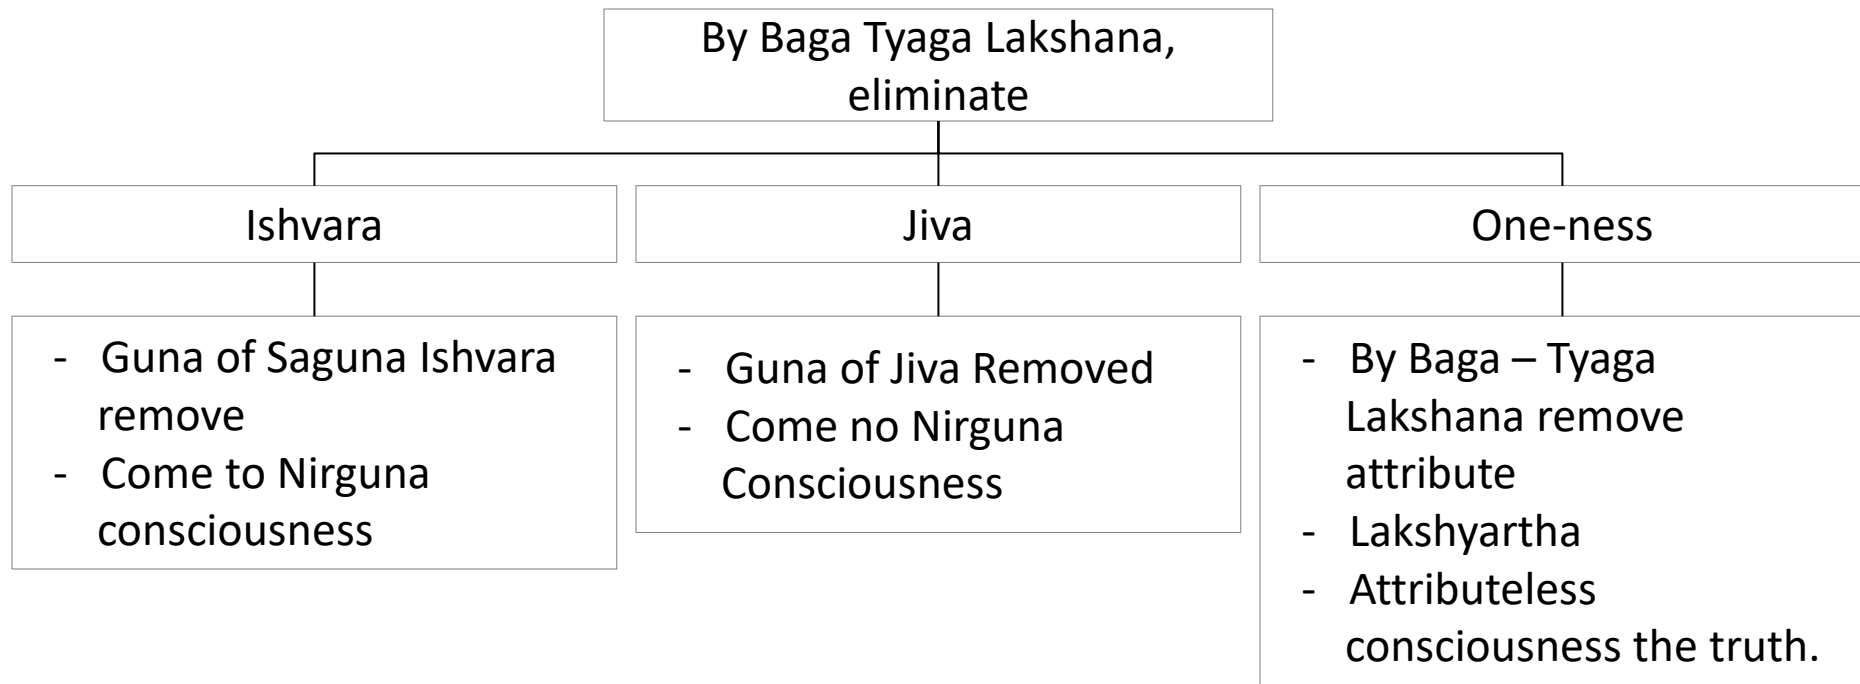 By Baga Tyaga Lakshana,
eliminate
Ishvara
Jiva
One-ness
- Guna of Saguna Ishvara
remove
- Come to Nirguna
consciousness
- Guna of Jiva Removed
- Come no Nirguna
Consciousness
- By Baga – Tyaga
Lakshana remove
attribute
- Lakshyartha
- Attributeless
consciousness the truth.